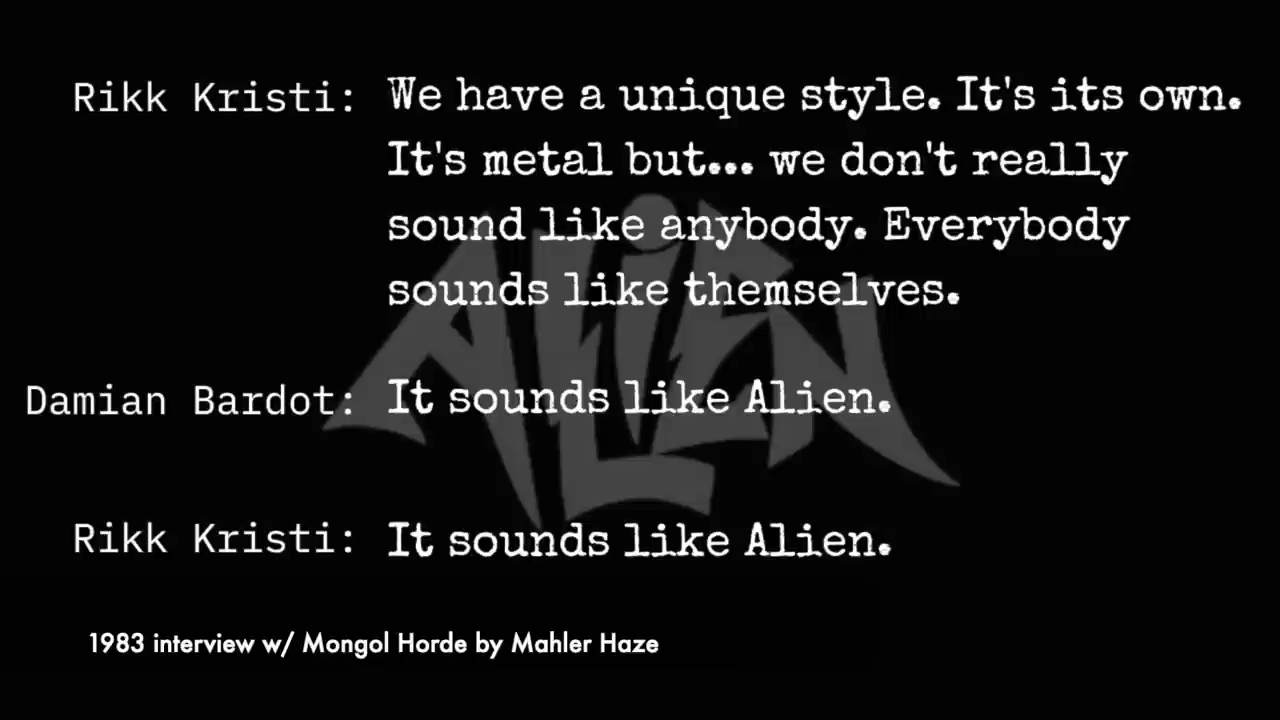 Rikk Kristi: We have a unique style. It's its own.
It's metal but... we don't really
sound like anybody. Everybody
sounds like themselves.
Damian Bardot: It sounds like Alien.
Rikk Kristi: It sounds like Alien.
ALiEN
1983 interview w/ Mongol Horde by Mahler Haze